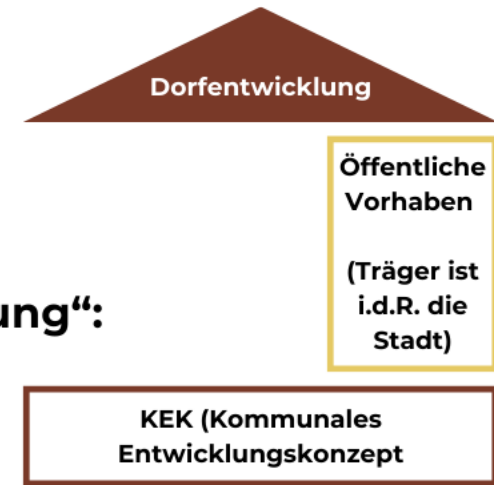 Dorfentwicklung
Öffentliche
Vorhaben
(Träger ist
i.d.R. die
Stadt)
ung“:
KEK (Kommunales
Entwicklungskonzept